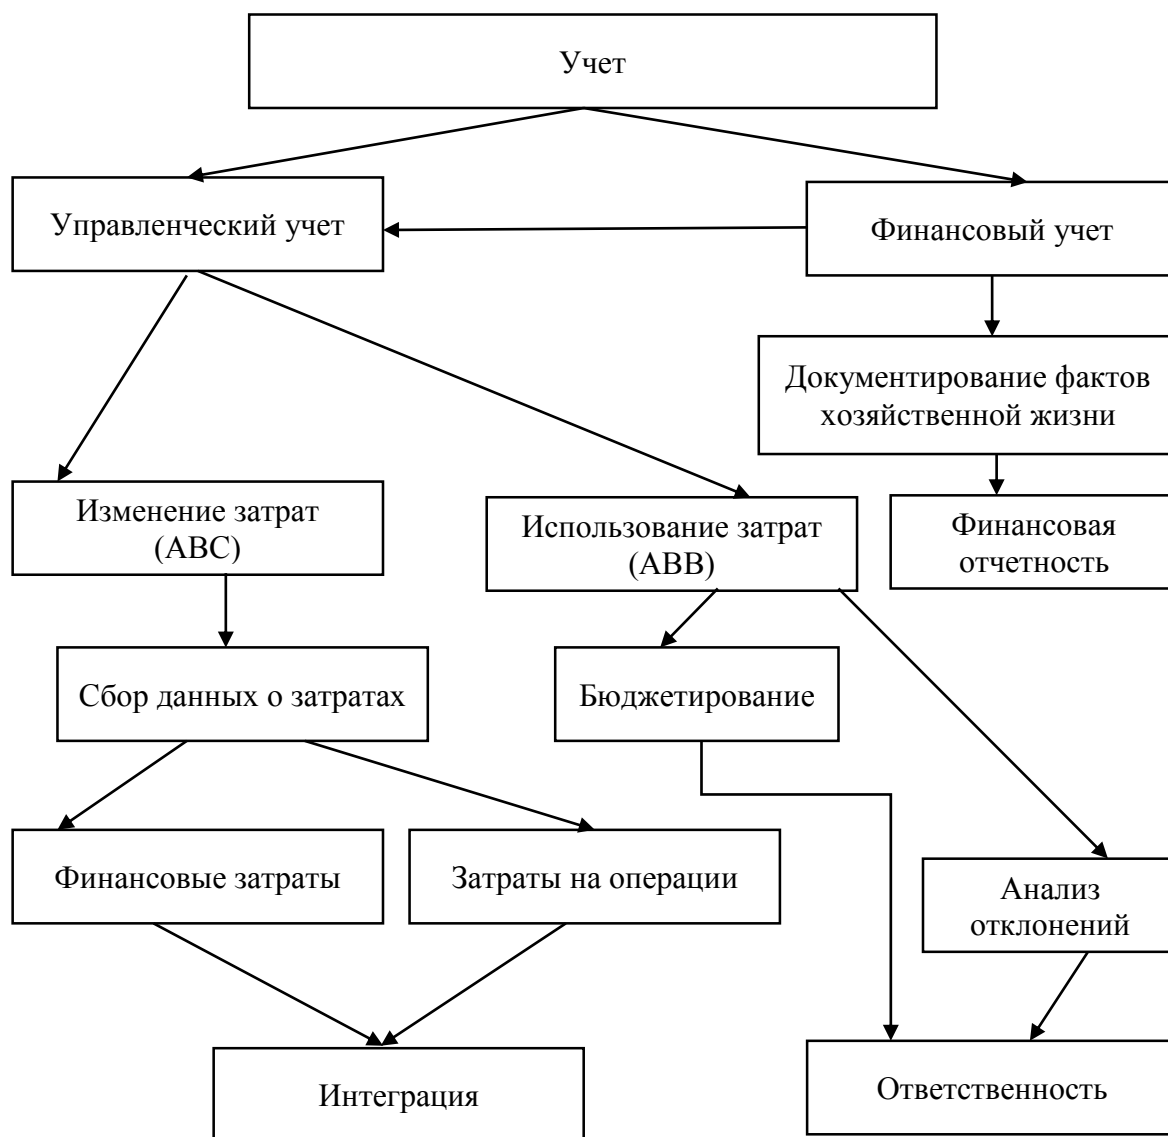 Учет
Управленческий учет
Финансовый учет
Документирование фактов
хозяйственной жизни
Изменение затрат
(ABC)
Использование затрат
(ABB)
Финансовая
отчетность
Сбор данных о затратах
Бюджетирование
Финансовые затраты
Затраты на операции
Анализ
отклонений
Интеграция
Ответственность